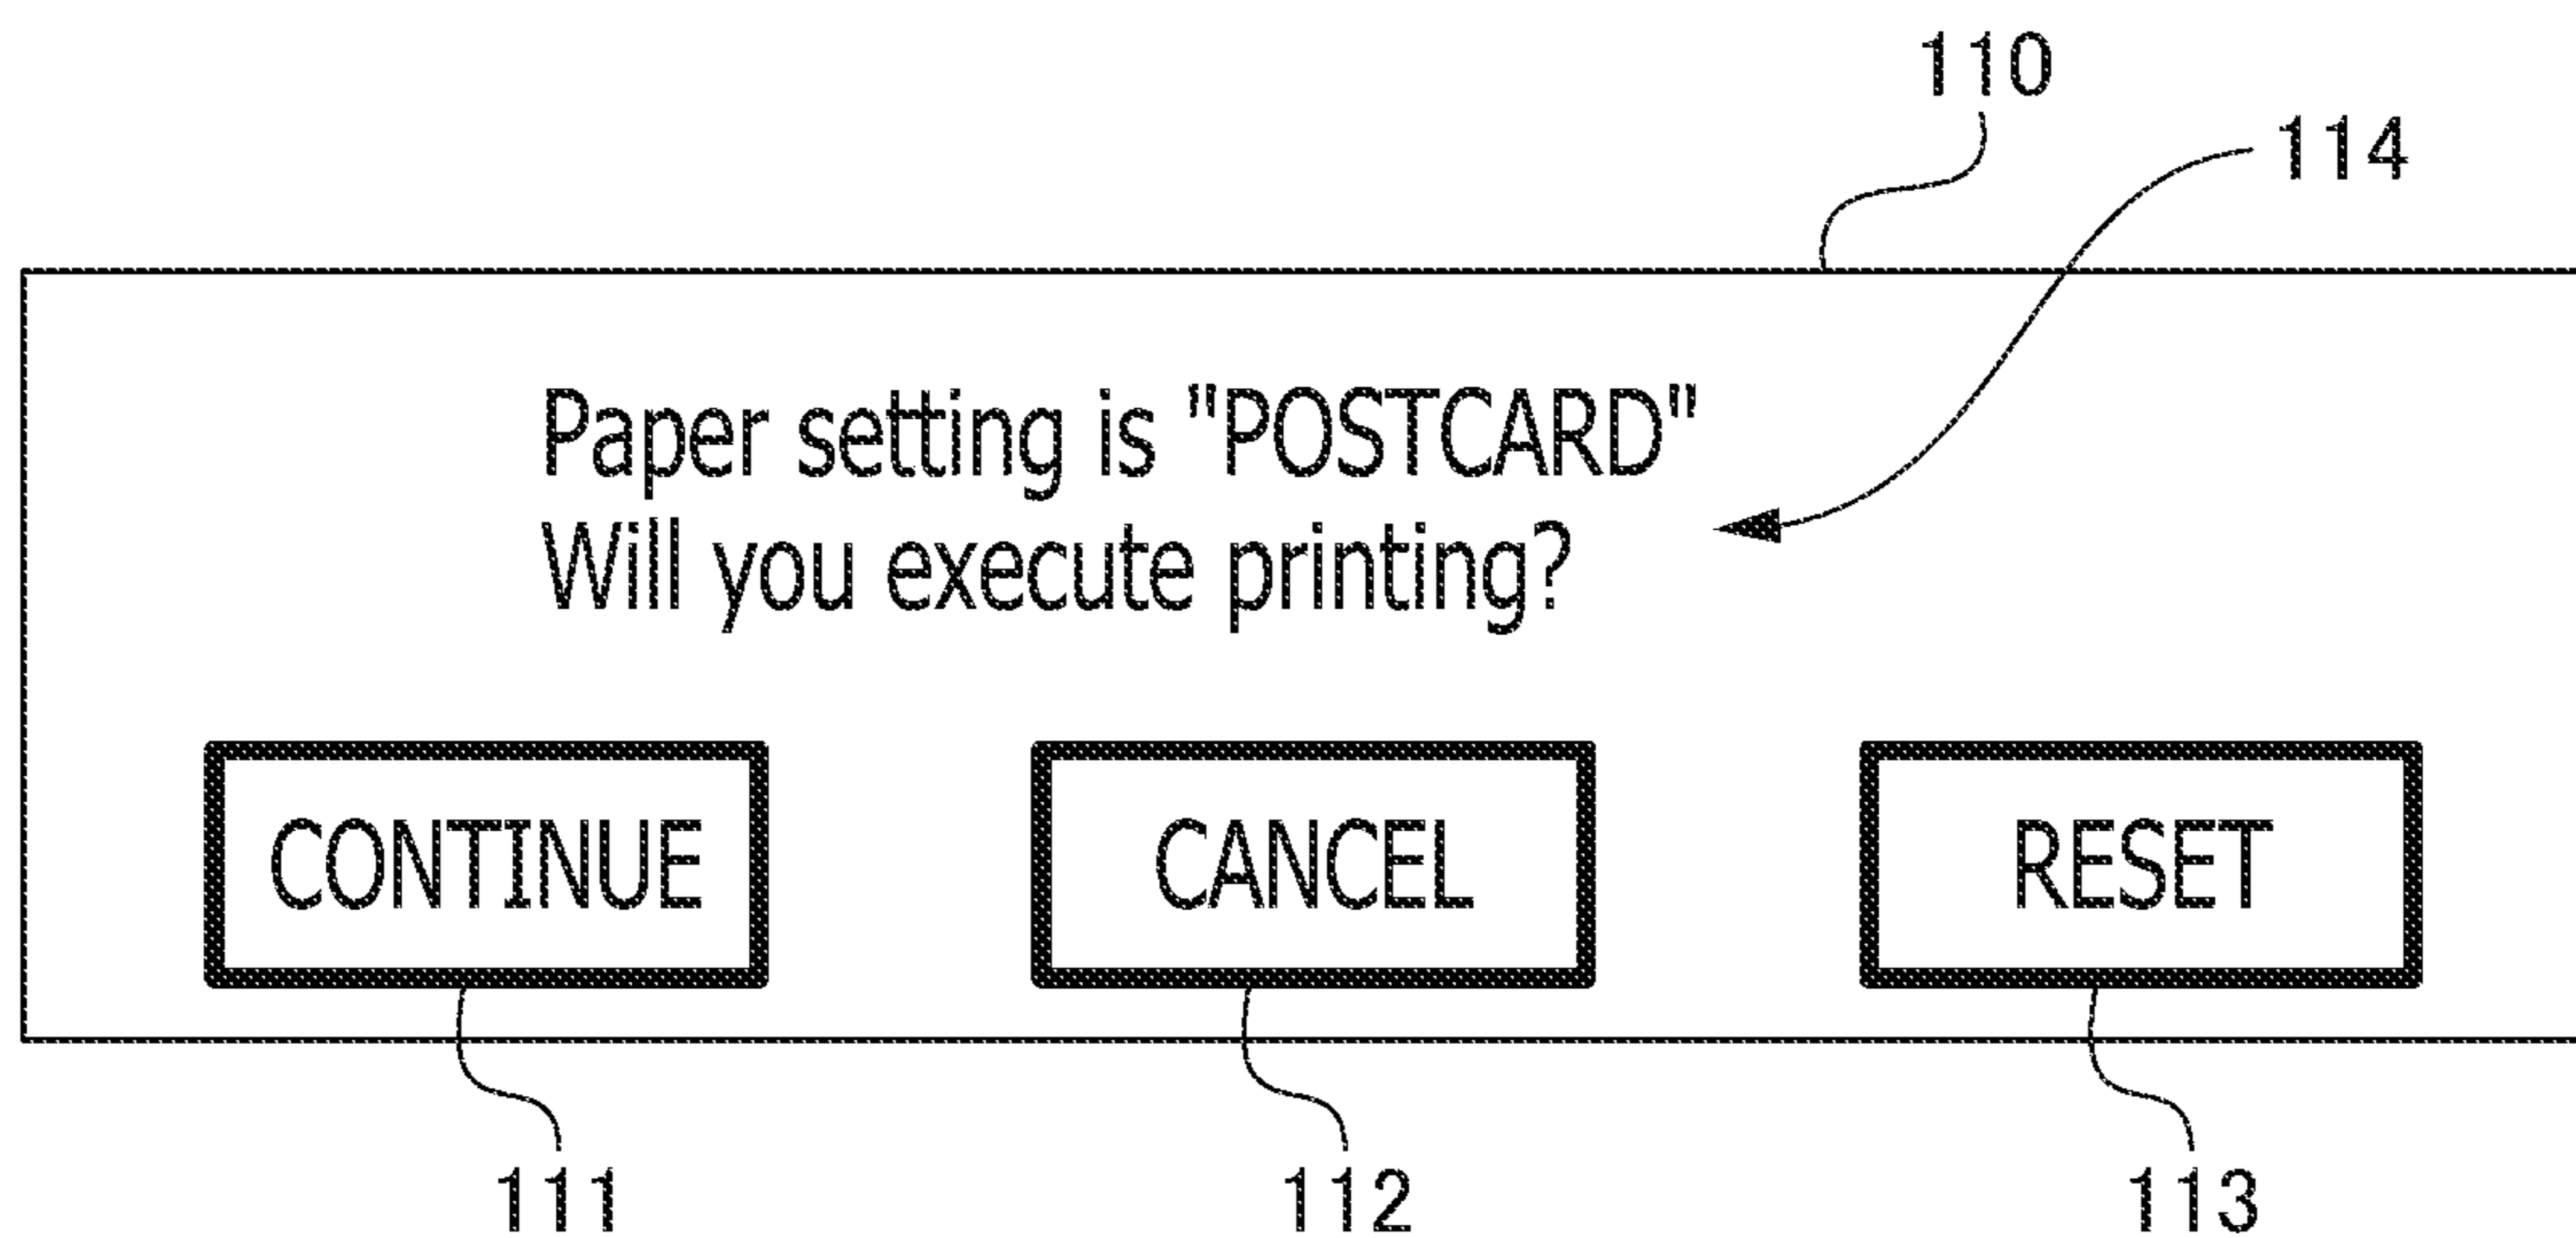 110
114
Paper setting is "POSTCARD"
Will you execute printing?
CONTINUE CANCEL RESET
111 112 113